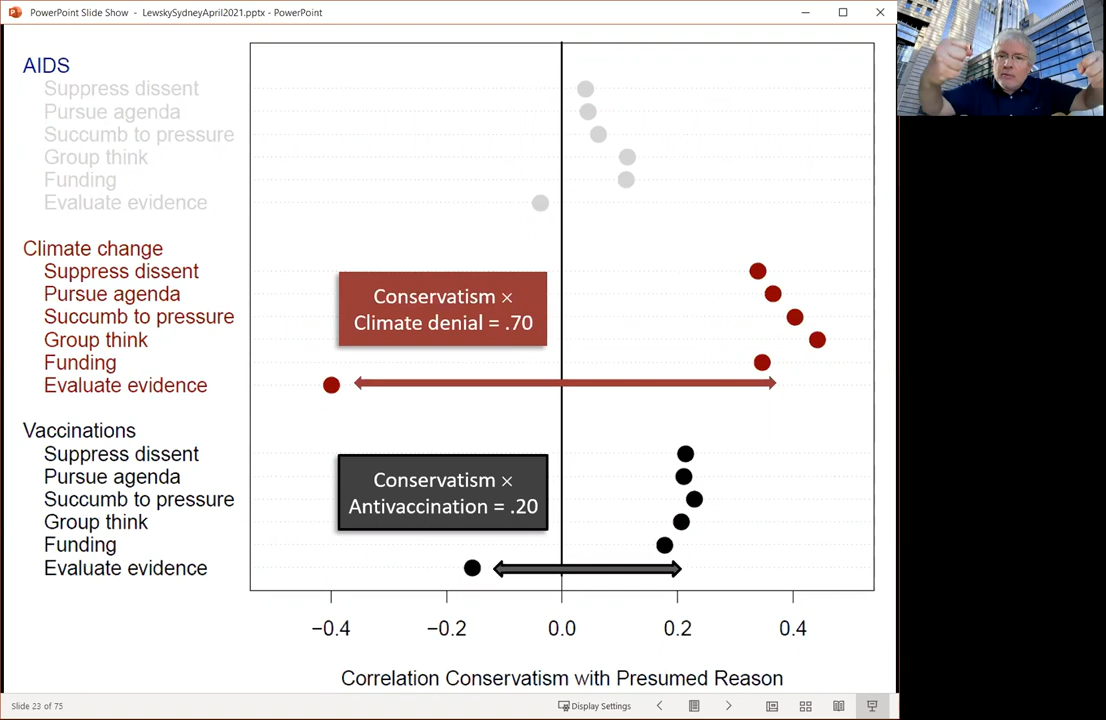 PowerPoint Slide Show - LewskySydneyApril2021.pptx - PowerPoint
AIDS
Suppress dissent
Pursue agenda
Succumb to pressure
Group think
Funding
Evaluate evidence
Climate change
Suppress dissent
Pursue agenda
Succumb to pressure
Group think
Funding
Evaluate evidence
Conservatism ×
Climate denial = .70
Vaccinations
Suppress dissent
Pursue agenda
Succumb to pressure
Group think
Funding
Evaluate evidence
Conservatism ×
Antivaccination = .20
−0.4 −0.2 0.0 0.2 0.4
Correlation Conservatism with Presumed Reason
Slide 23 of 75
Display Settings